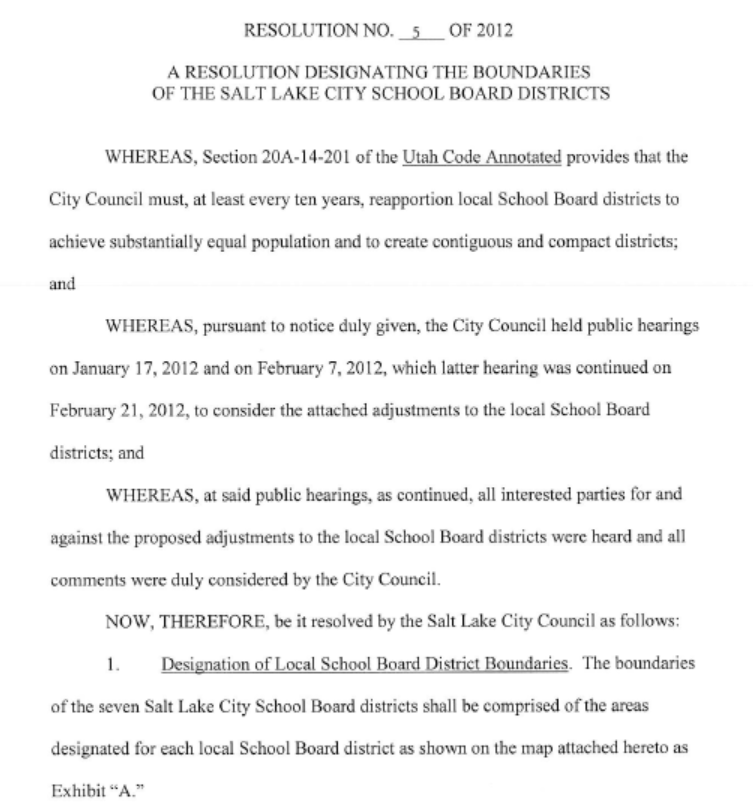 RESOLUTION NO. 5 OF 2012
A RESOLUTION DESIGNATING THE BOUNDARIES
OF THE SALT LAKE CITY SCHOOL BOARD DISTRICTS
WHEREAS, Section 20A-14-201 of the Utah Code Annotated provides that the
City Council must, at least every ten years, reapportion local School Board districts to
achieve substantially equal population and to create contiguous and compact districts;
and
WHEREAS, pursuant to notice duly given, the City Council held public hearings
on January 17, 2012 and on February 7, 2012, which latter hearing was continued on
February 21, 2012, to consider the attached adjustments to the local School Board
districts; and
WHEREAS, at said public hearings, as continued, all interested parties for and
against the proposed adjustments to the local School Board districts were heard and all
comments were duly considered by the City Council.
NOW, THEREFORE, be it resolved by the Salt Lake City Council as follows:
1. Designation of Local School Board District Boundaries. The boundaries
of the seven Salt Lake City School Board districts shall be comprised of the areas
designated for each local School Board district as shown on the map attached hereto as
Exhibit “A.”